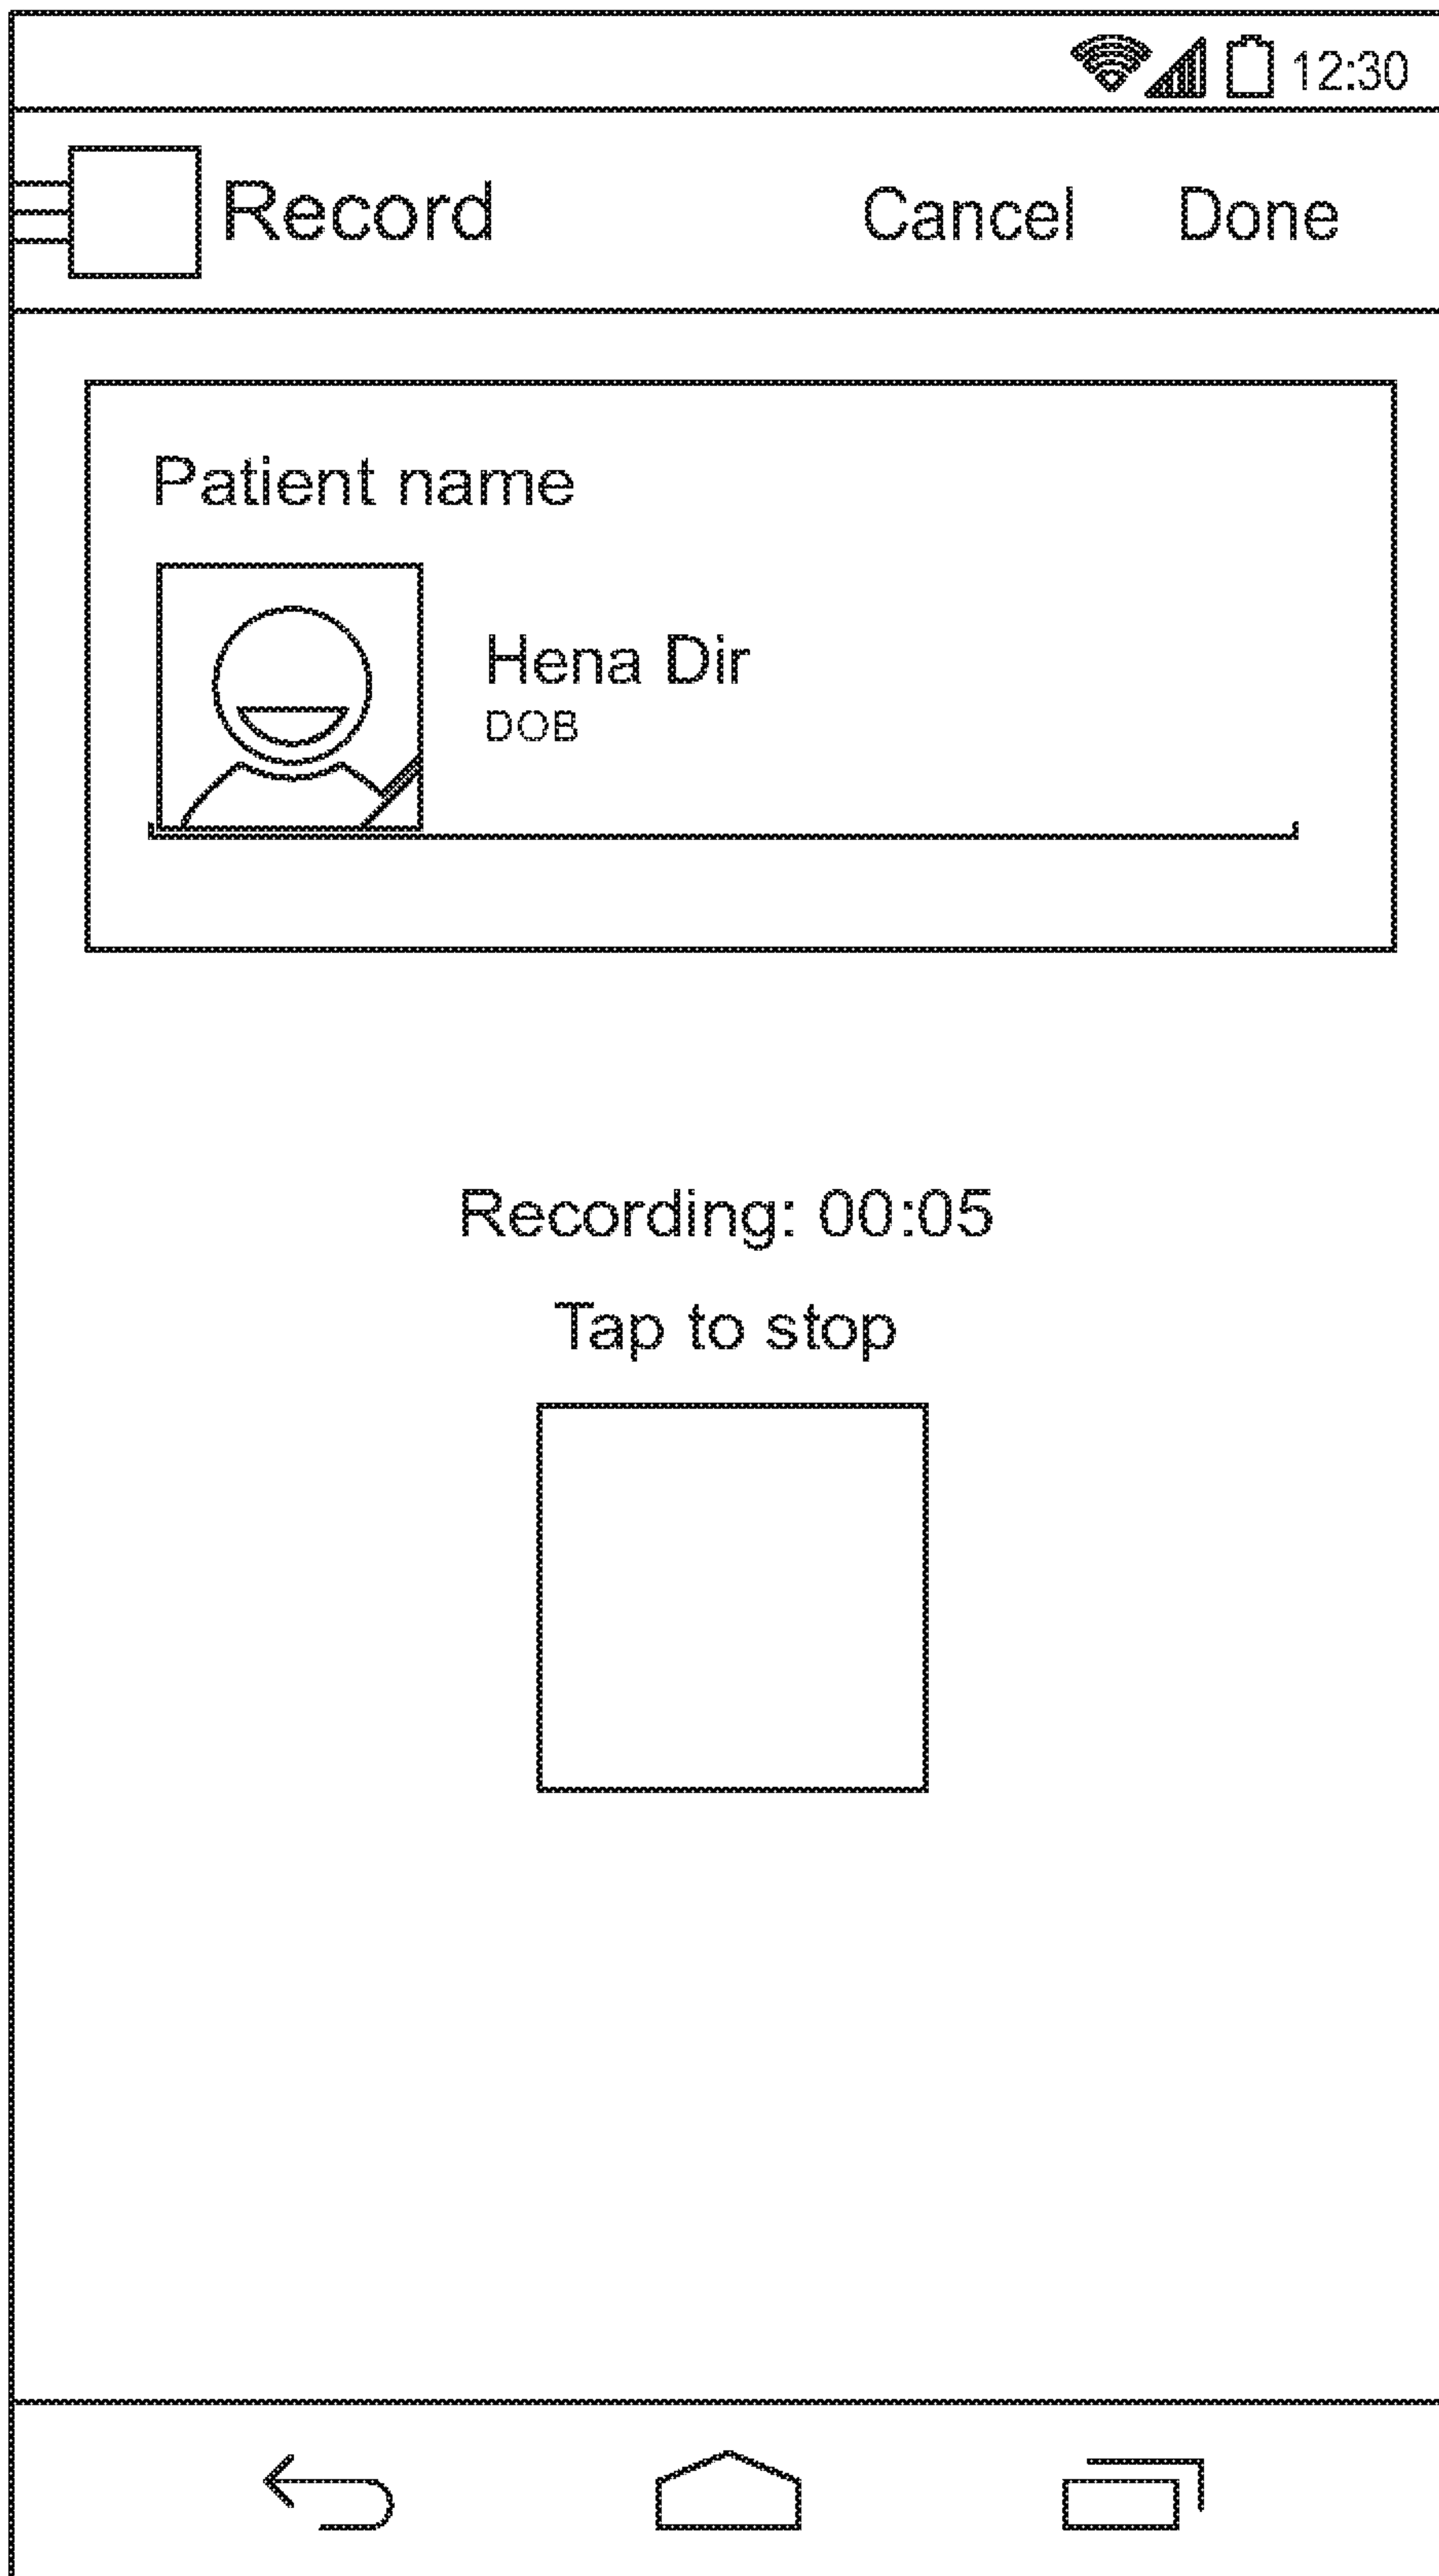 12:30
Record Cancel Done
Patient name
Hena Dir
DOB
Recording: 00:05
Tap to stop